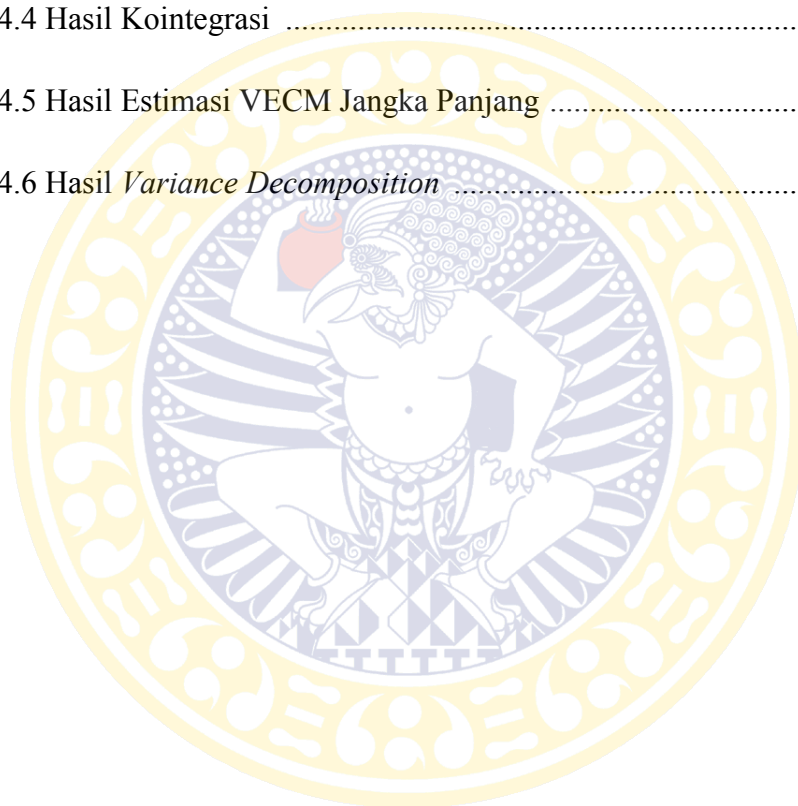 4.4 Hasil Kointegrasi ................................................................
4.5 Hasil Estimasi VECM Jangka Panjang ...............................
4.6 Hasil Variance Decomposition ...........................................